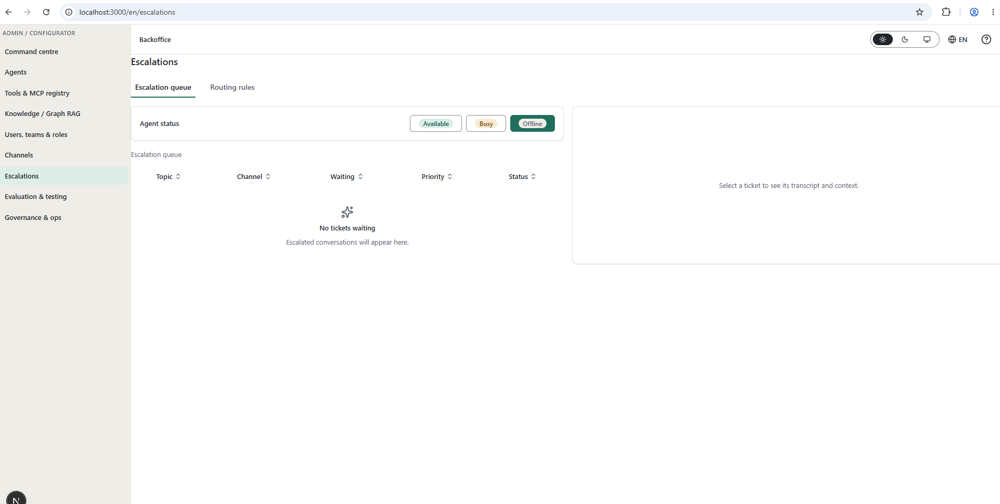 localhost:3000/en/escalations
ADMIN / CONFIGURATOR
Command centre
Agents
Tools & MCP registry
Knowledge / Graph RAG
Users, teams & roles
Channels
Escalations
Evaluation & testing
Governance & ops
N
Backoffice
EN
Escalations
Escalation queue
Routing rules
Agent status
Available
Busy
Offline
Escalation queue
Topic
Channel
Waiting
Priority
Status
No tickets waiting
Escalated conversations will appear here.
Select a ticket to see its transcript and context.